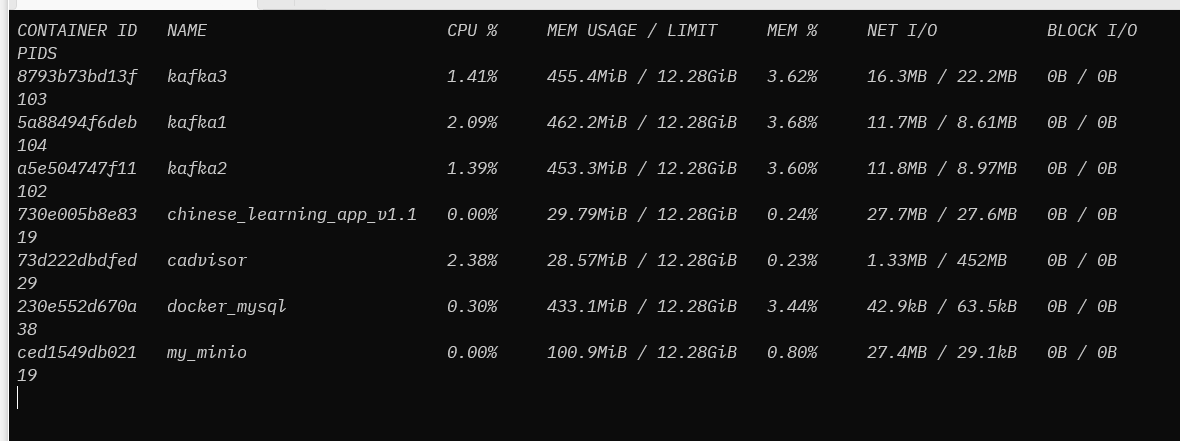 CONTAINER ID   NAME                        CPU %     MEM USAGE / LIMIT     MEM %     NET I/O           BLOCK I/O
PIDS
8793b73bd13f   kafka3                      1.41%     455.4MiB / 12.28GiB   3.62%     16.3MB / 22.2MB   0B / 0B
103
5a88494f6deb   kafka1                      2.09%     462.2MiB / 12.28GiB   3.68%     11.7MB / 8.61MB   0B / 0B
104
a5e504747f11   kafka2                      1.39%     453.3MiB / 12.28GiB   3.60%     11.8MB / 8.97MB   0B / 0B
102
730e005b8e83   chinese_learning_app_v1.1   0.00%     29.79MiB / 12.28GiB   0.24%     27.7MB / 27.6MB   0B / 0B
19
73d222dbdfed   cadvisor                    2.38%     28.57MiB / 12.28GiB   0.23%     1.33MB / 452MB    0B / 0B
29
230e552d670a   docker_mysql                0.30%     433.1MiB / 12.28GiB   3.44%     42.9kB / 63.5kB   0B / 0B
38
ced1549db021   my_minio                    0.00%     100.9MiB / 12.28GiB   0.80%     27.4MB / 29.1kB   0B / 0B
19